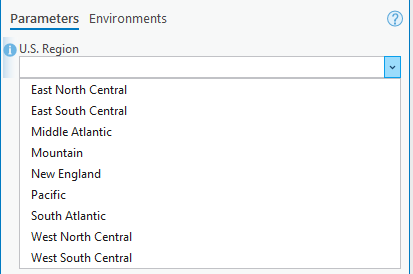 Parameters Environments
U.S. Region
East North Central
East South Central
Middle Atlantic
Mountain
New England
Pacific
South Atlantic
West North Central
West South Central